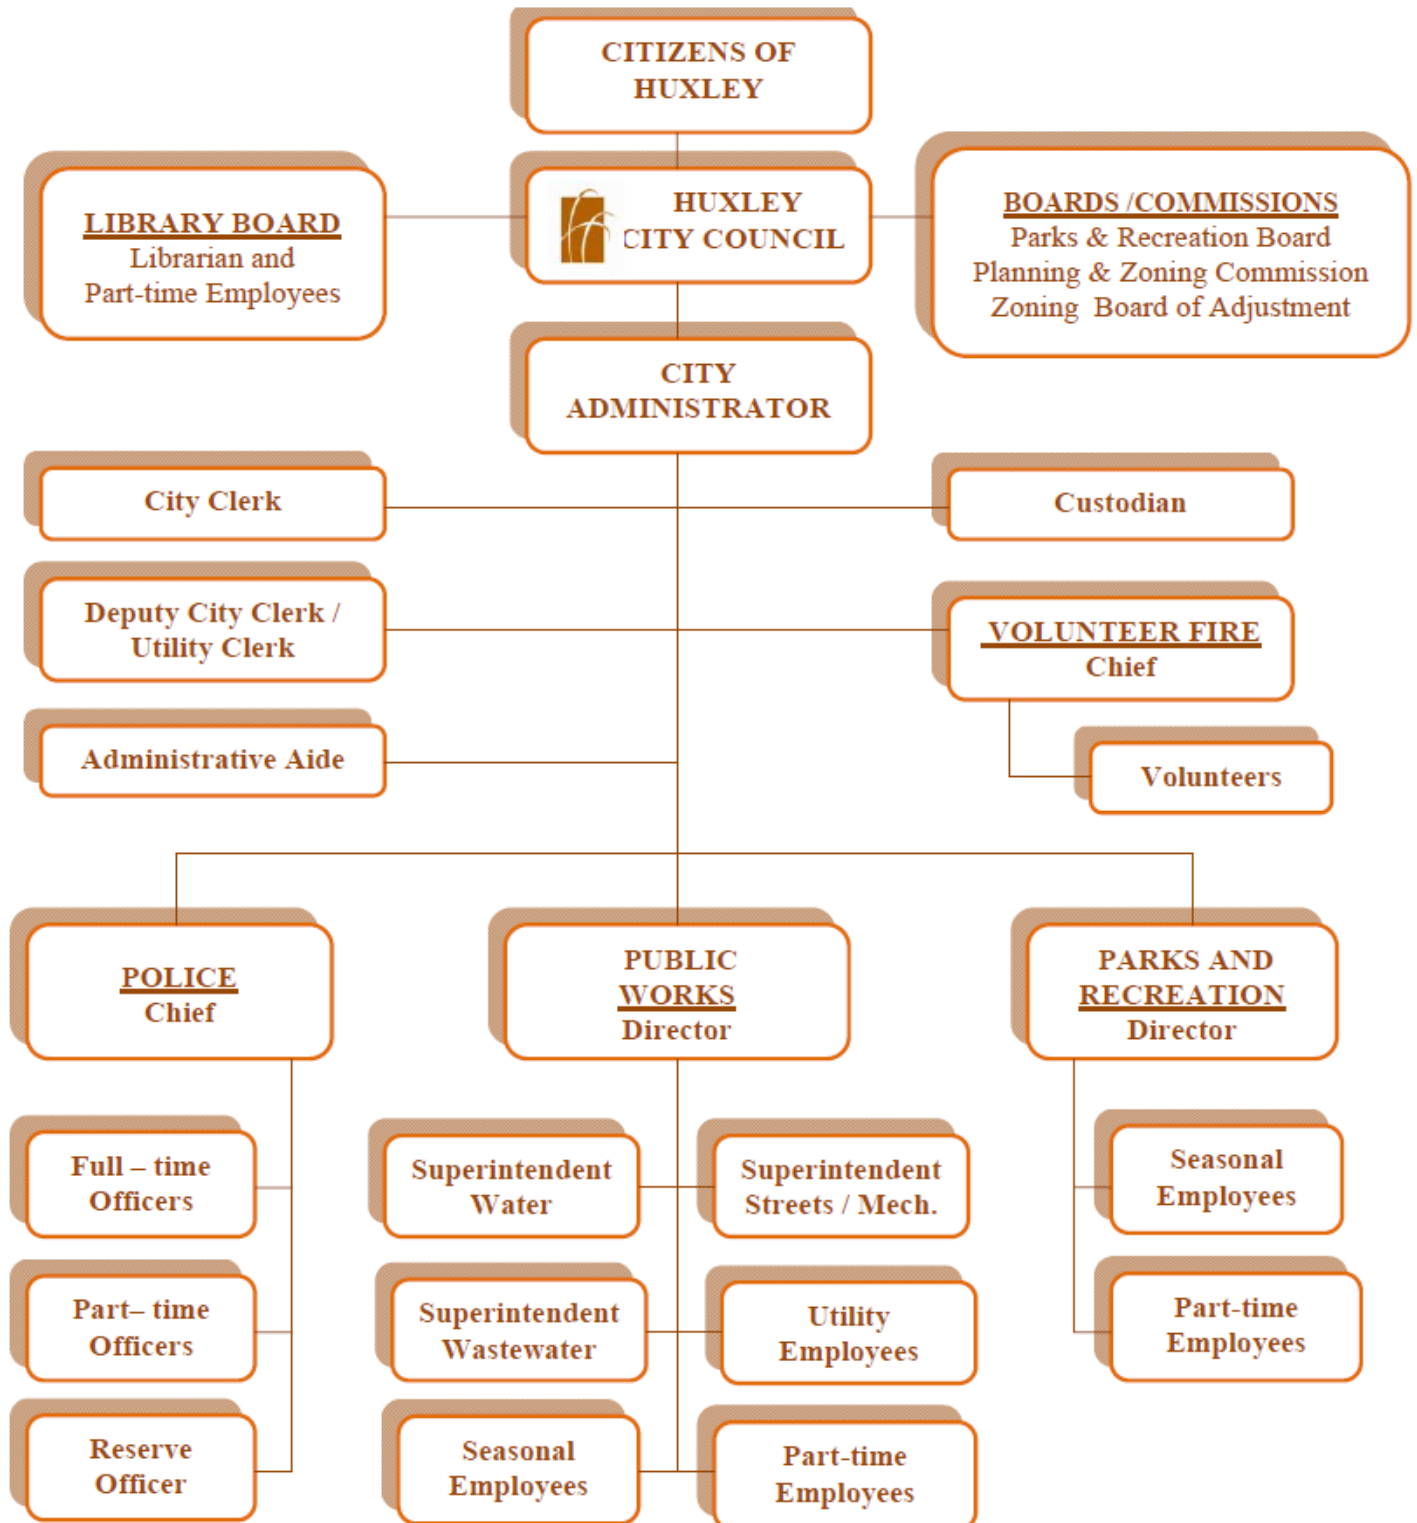 CITIZENS OF
HUXLEY
LIBRARY BOARD
Librarian and
Part-time Employees
HUXLEY
CITY COUNCIL
BOARDS /COMMISSIONS
Parks & Recreation Board
Planning & Zoning Commission
Zoning Board of Adjustment
CITY
ADMINISTRATOR
City Clerk
Custodian
Deputy City Clerk /
Utility Clerk
VOLUNTEER FIRE
Chief
Administrative Aide
Volunteers
POLICE
Chief
PUBLIC
WORKS
Director
PARKS AND
RECREATION
Director
Full – time
Officers
Superintendent
Water
Superintendent
Streets / Mech.
Seasonal
Employees
Part– time
Officers
Superintendent
Wastewater
Utility
Employees
Part-time
Employees
Reserve
Officer
Seasonal
Employees
Part-time
Employees